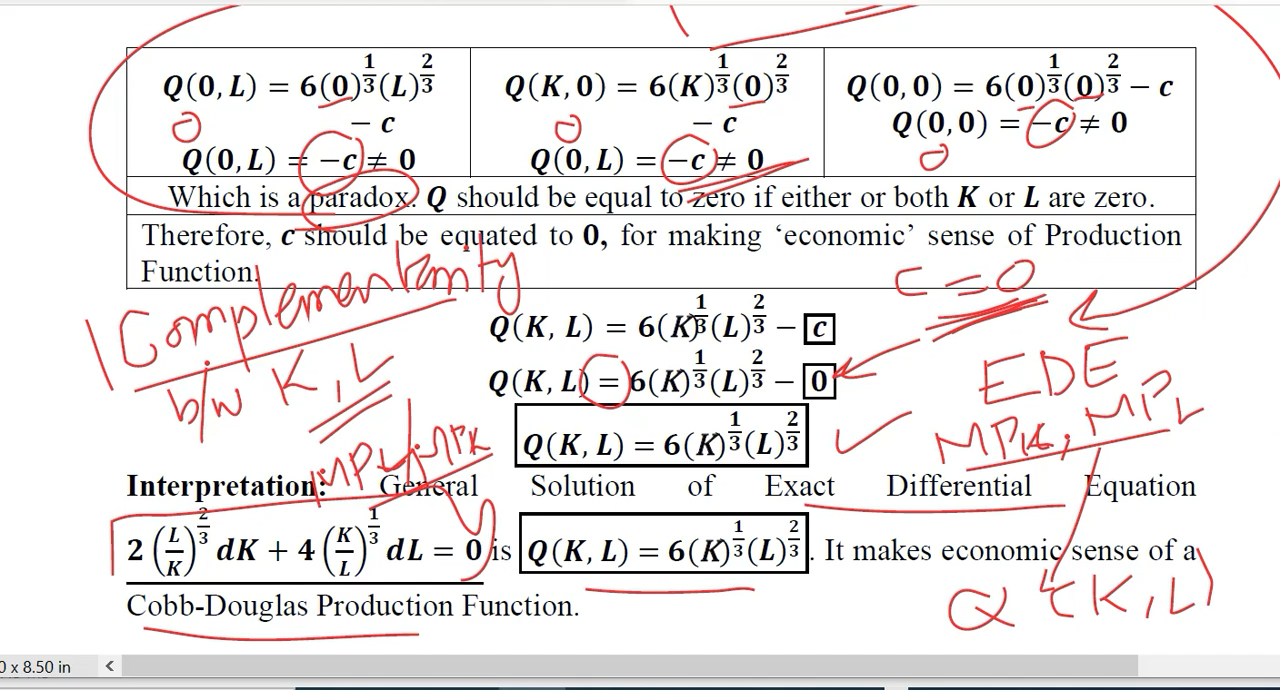 Q(0, L) = 6(0)^{1/3}(L)^{2/3} − c
0
Q(0, L) = −c ≠ 0
Q(K, 0) = 6(K)^{1/3}(0)^{2/3} − c
0
Q(0, L) = −c ≠ 0
Q(0, 0) = 6(0)^{1/3}(0)^{2/3} − c
Q(0, 0) = −c ≠ 0
0
Which is a paradox. Q should be equal to zero if either or both K or L are zero.
Therefore, c should be equated to 0, for making ‘economic’ sense of Production
Function.
Complementarity
b/w K, L
C = 0
Q(K, L) = 6(K)^{1/3}(L)^{2/3} − c
Q(K, L) = 6(K)^{1/3}(L)^{2/3} − 0
EDE
MPK, MPL
Q(K, L) = 6(K)^{1/3}(L)^{2/3}
MPL, MPK
Interpretation: General Solution of Exact Differential Equation
2(L/K)^{2/3} dK + 4(K/L)^{1/3} dL = 0 is Q(K, L) = 6(K)^{1/3}(L)^{2/3}. It makes economic sense of a
Q (K, L)
Cobb-Douglas Production Function.
0 x 8.50 in